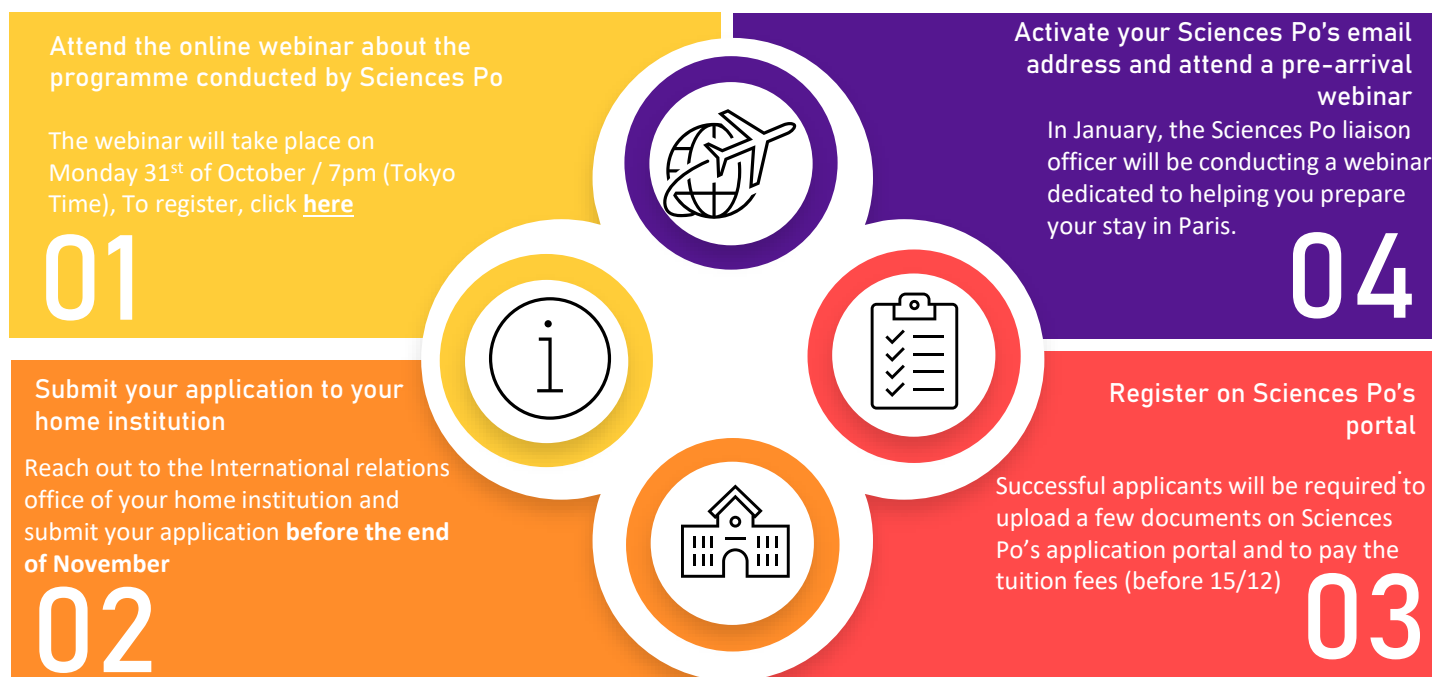 Attend the online webinar about the
programme conducted by Sciences Po
The webinar will take place on
Monday 31st of October / 7pm (Tokyo
Time), To register, click here
01
Submit your application to your
home institution
Reach out to the International relations
office of your home institution and
submit your application before the end
of November
02
Register on Sciences Po's
portal
Successful applicants will be required to
upload a few documents on Sciences
Po's application portal and to pay the
tuition fees (before 15/12)
03
Activate your Sciences Po's email
address and attend a pre-arrival
webinar
In January, the Sciences Po liaison
officer will be conducting a webinar
dedicated to helping you prepare
your stay in Paris.
04
i